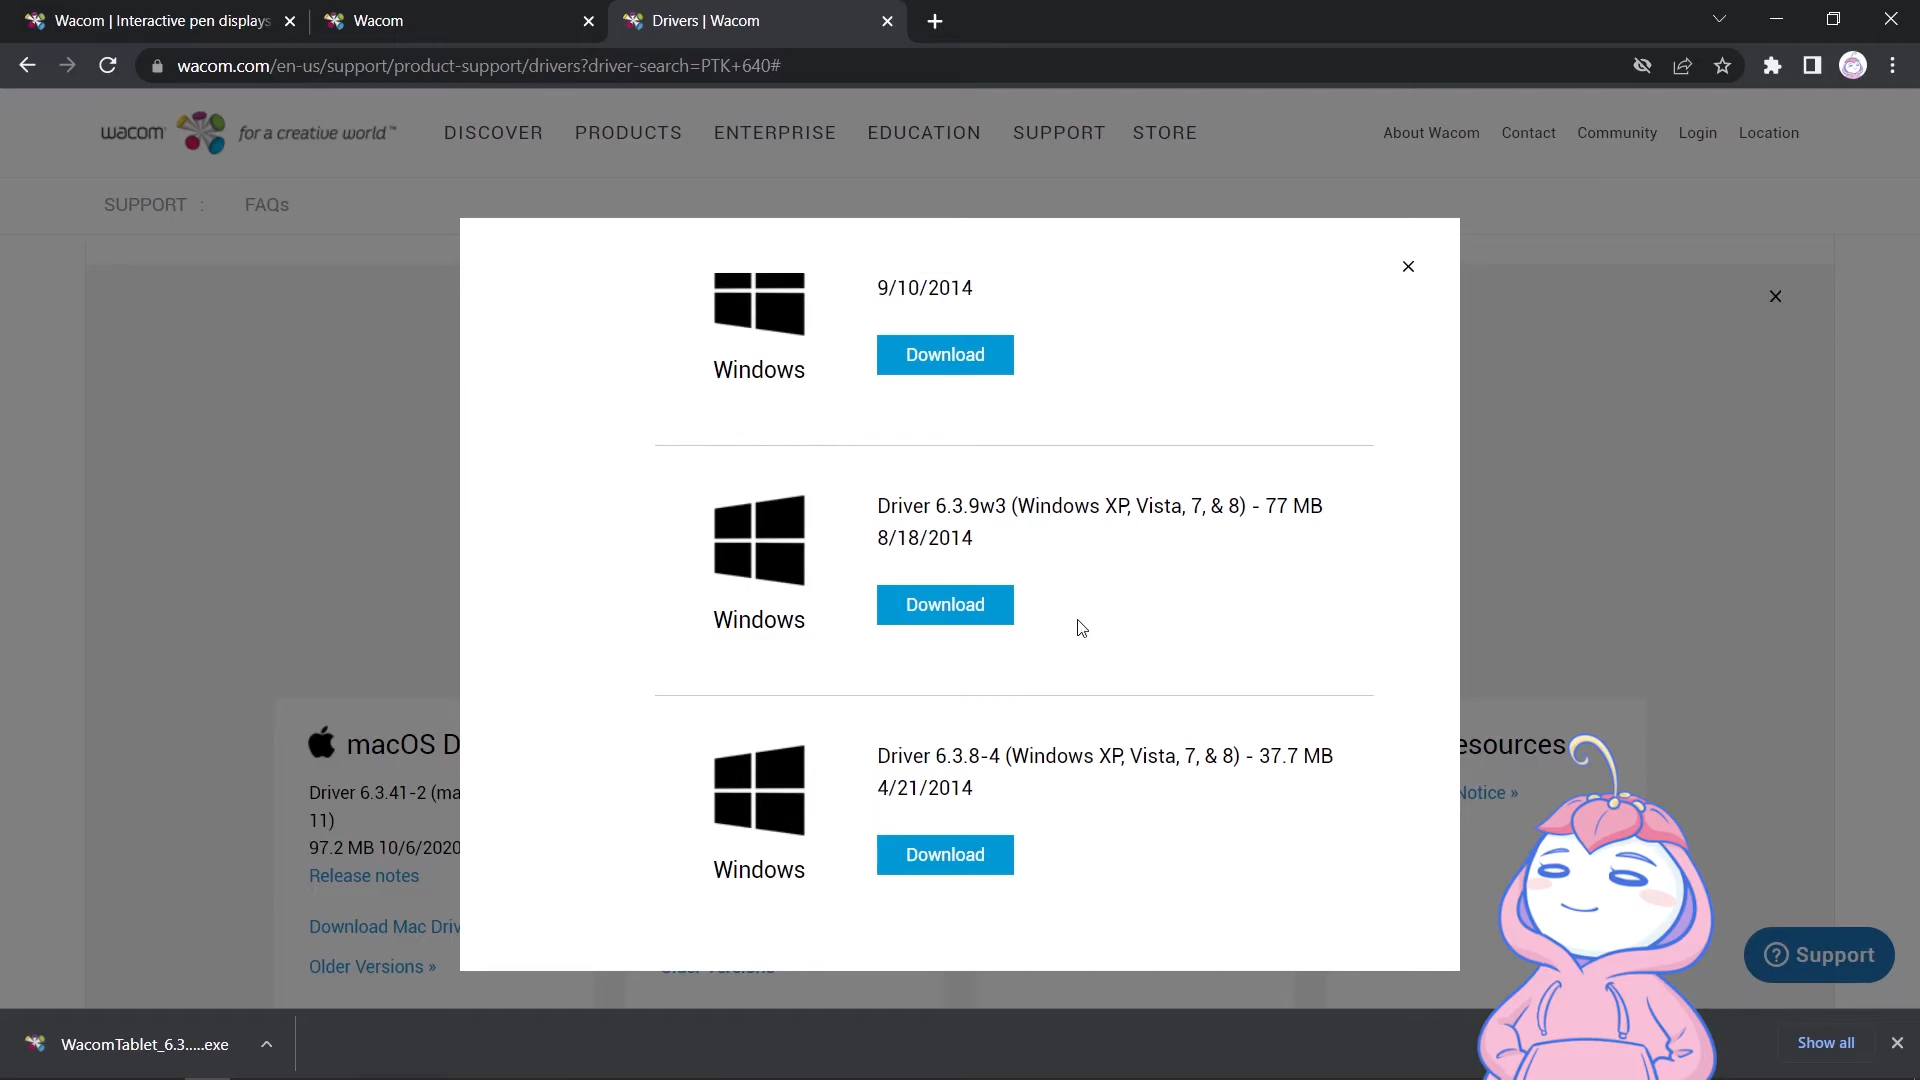 Wacom | Interactive pen displays
Wacom
Drivers | Wacom
wacom.com/en-us/support/product-support/drivers?driver-search=PTK+640#
wacom for a creative world™
DISCOVER PRODUCTS ENTERPRISE EDUCATION SUPPORT STORE
About Wacom Contact Community Login Location
SUPPORT : FAQs
9/10/2014
Download
Windows
Driver 6.3.9w3 (Windows XP, Vista, 7, & 8) - 77 MB
8/18/2014
Download
Windows
Driver 6.3.8-4 (Windows XP, Vista, 7, & 8) - 37.7 MB
4/21/2014
Download
Windows
macOS D
Driver 6.3.41-2 (ma
11)
97.2 MB 10/6/2020
Release notes
Download Mac Driv
Older Versions »
esources
Notice »
Support
WacomTablet_6.3.....exe
Show all